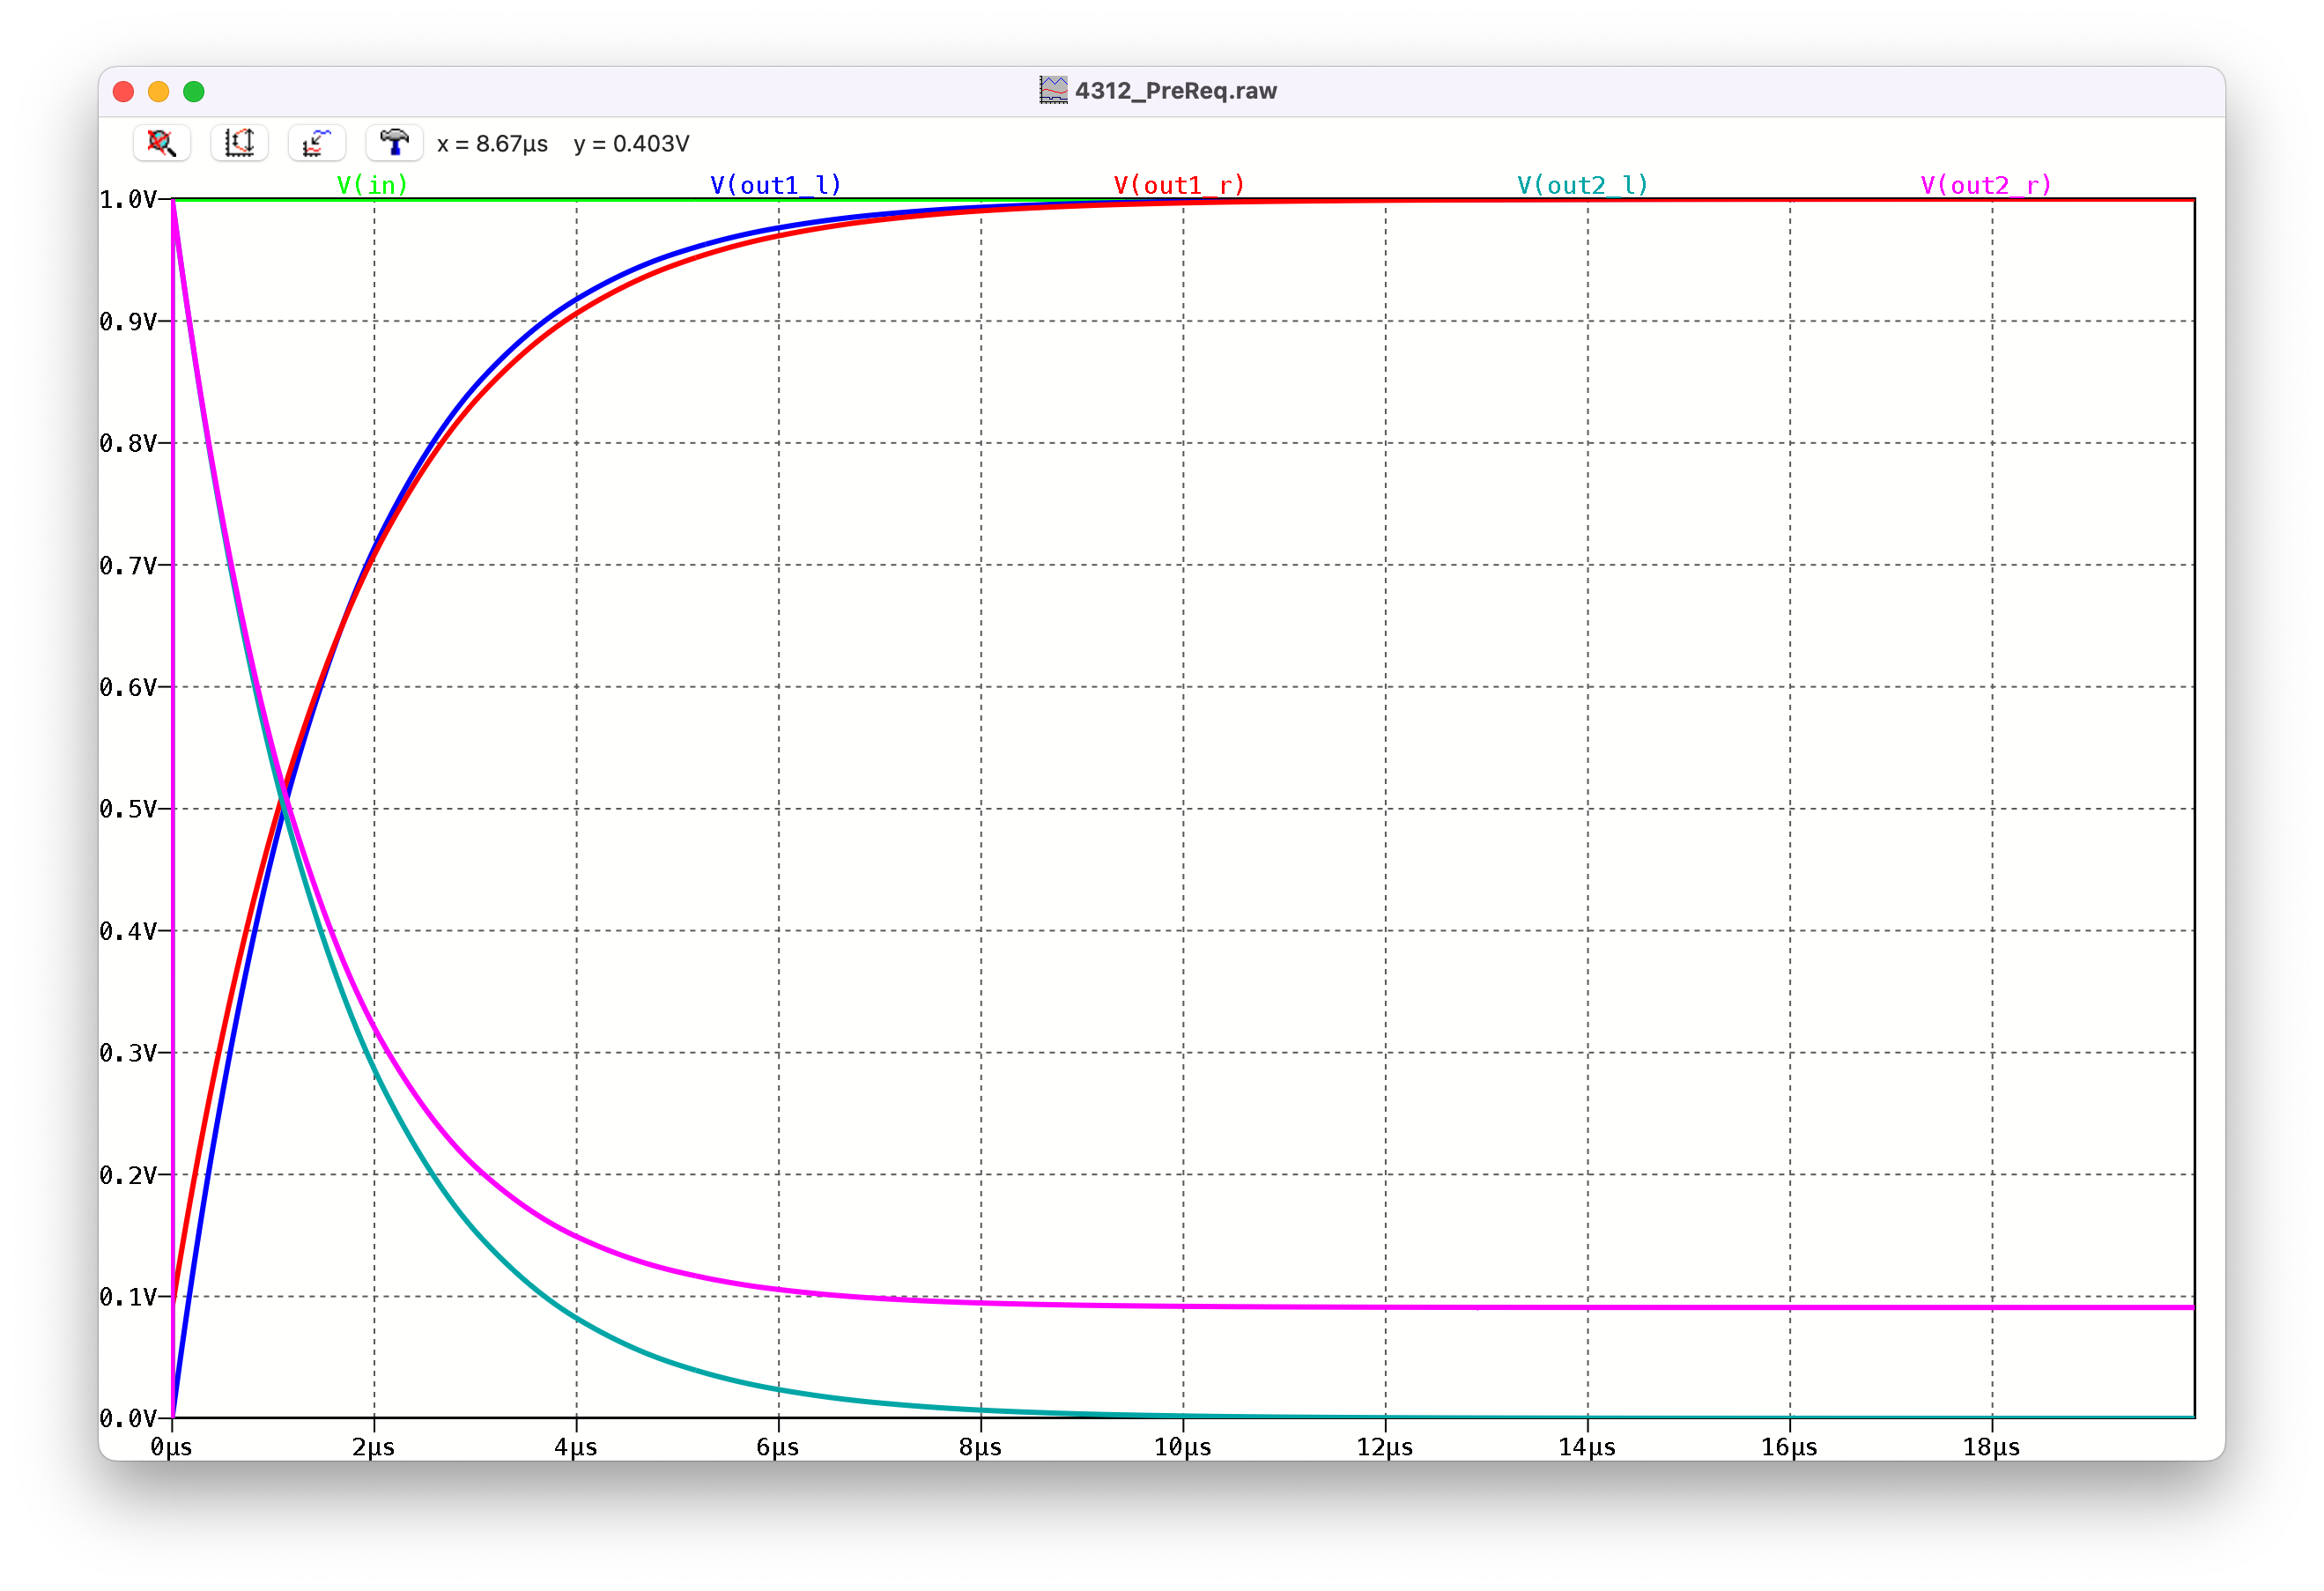 4312_PreReq.raw
x = 8.67µs y = 0.403V
V(in) V(out1_l) V(out1_r) V(out2_l) V(out2_r)
1.0V
0.9V
0.8V
0.7V
0.6V
0.5V
0.4V
0.3V
0.2V
0.1V
0.0V
0µs 2µs 4µs 6µs 8µs 10µs 12µs 14µs 16µs 18µs